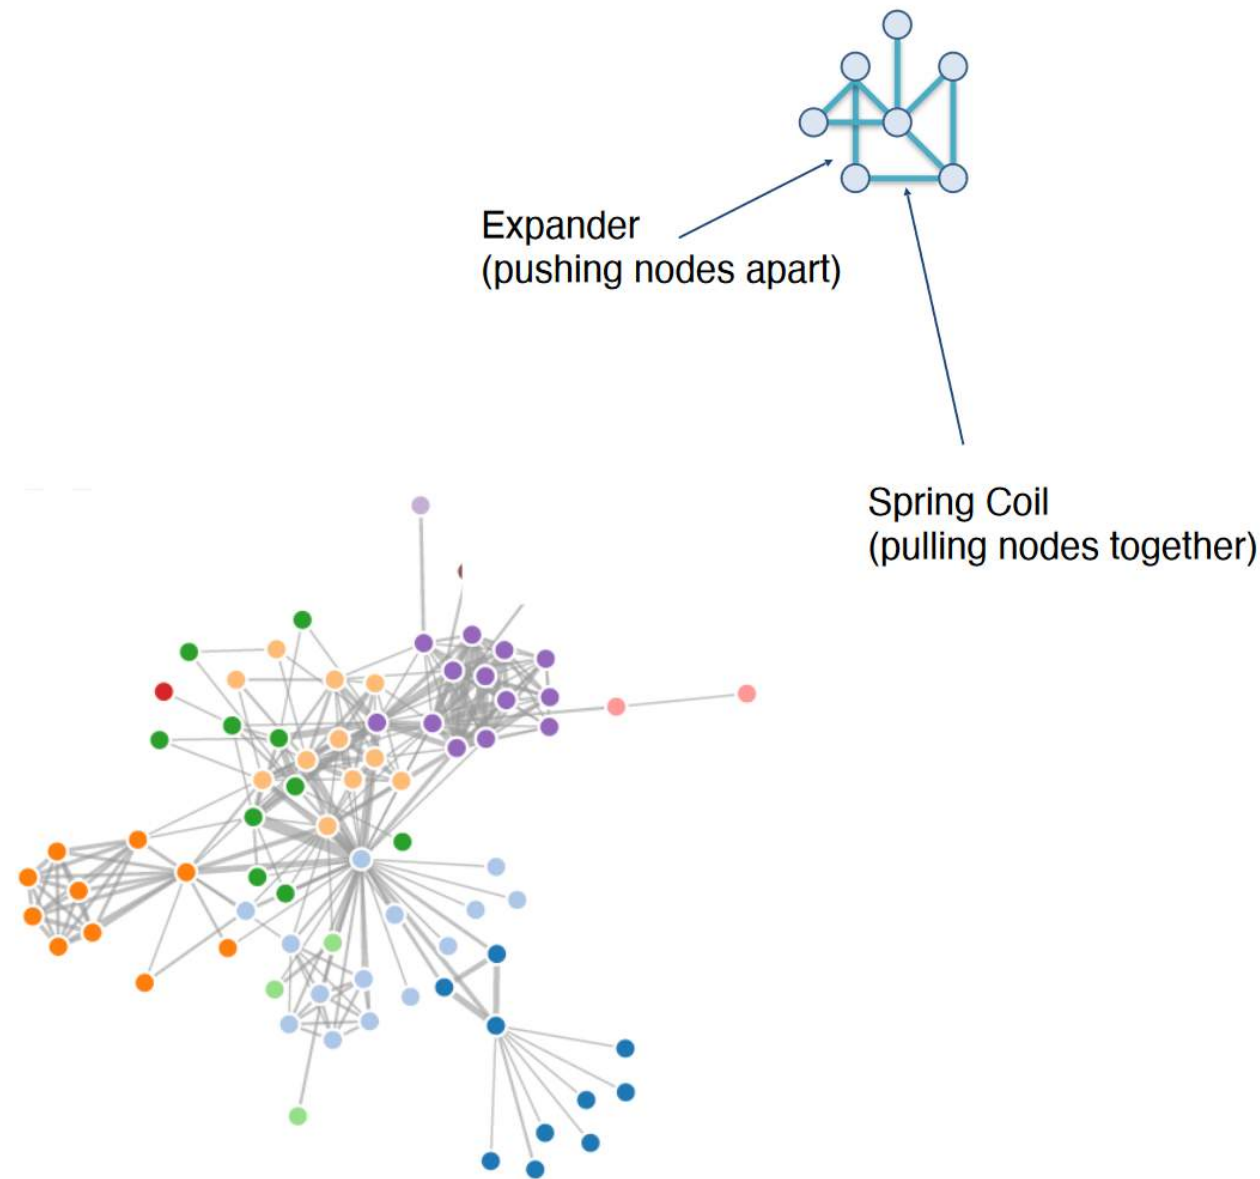 Expander
(pushing nodes apart)
Spring Coil
(pulling nodes together)